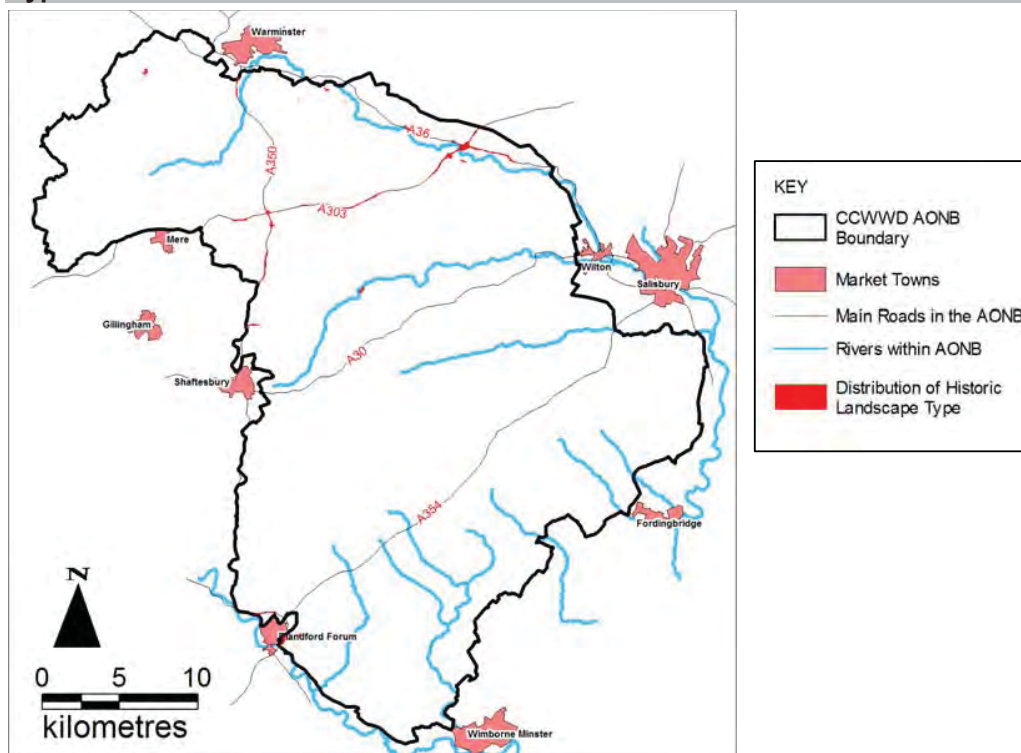 Warminster
A36
A350
A303
Mere
Wilton
Salisbury
Gillingham
A30
Shaftesbury
A354
Fordingbridge
N
Blandford Forum
0 5 10
kilometres
Wimborne Minster
KEY
CCWWD AONB
Boundary
Market Towns
Main Roads in the AONB
Rivers within AONB
Distribution of Historic
Landscape Type